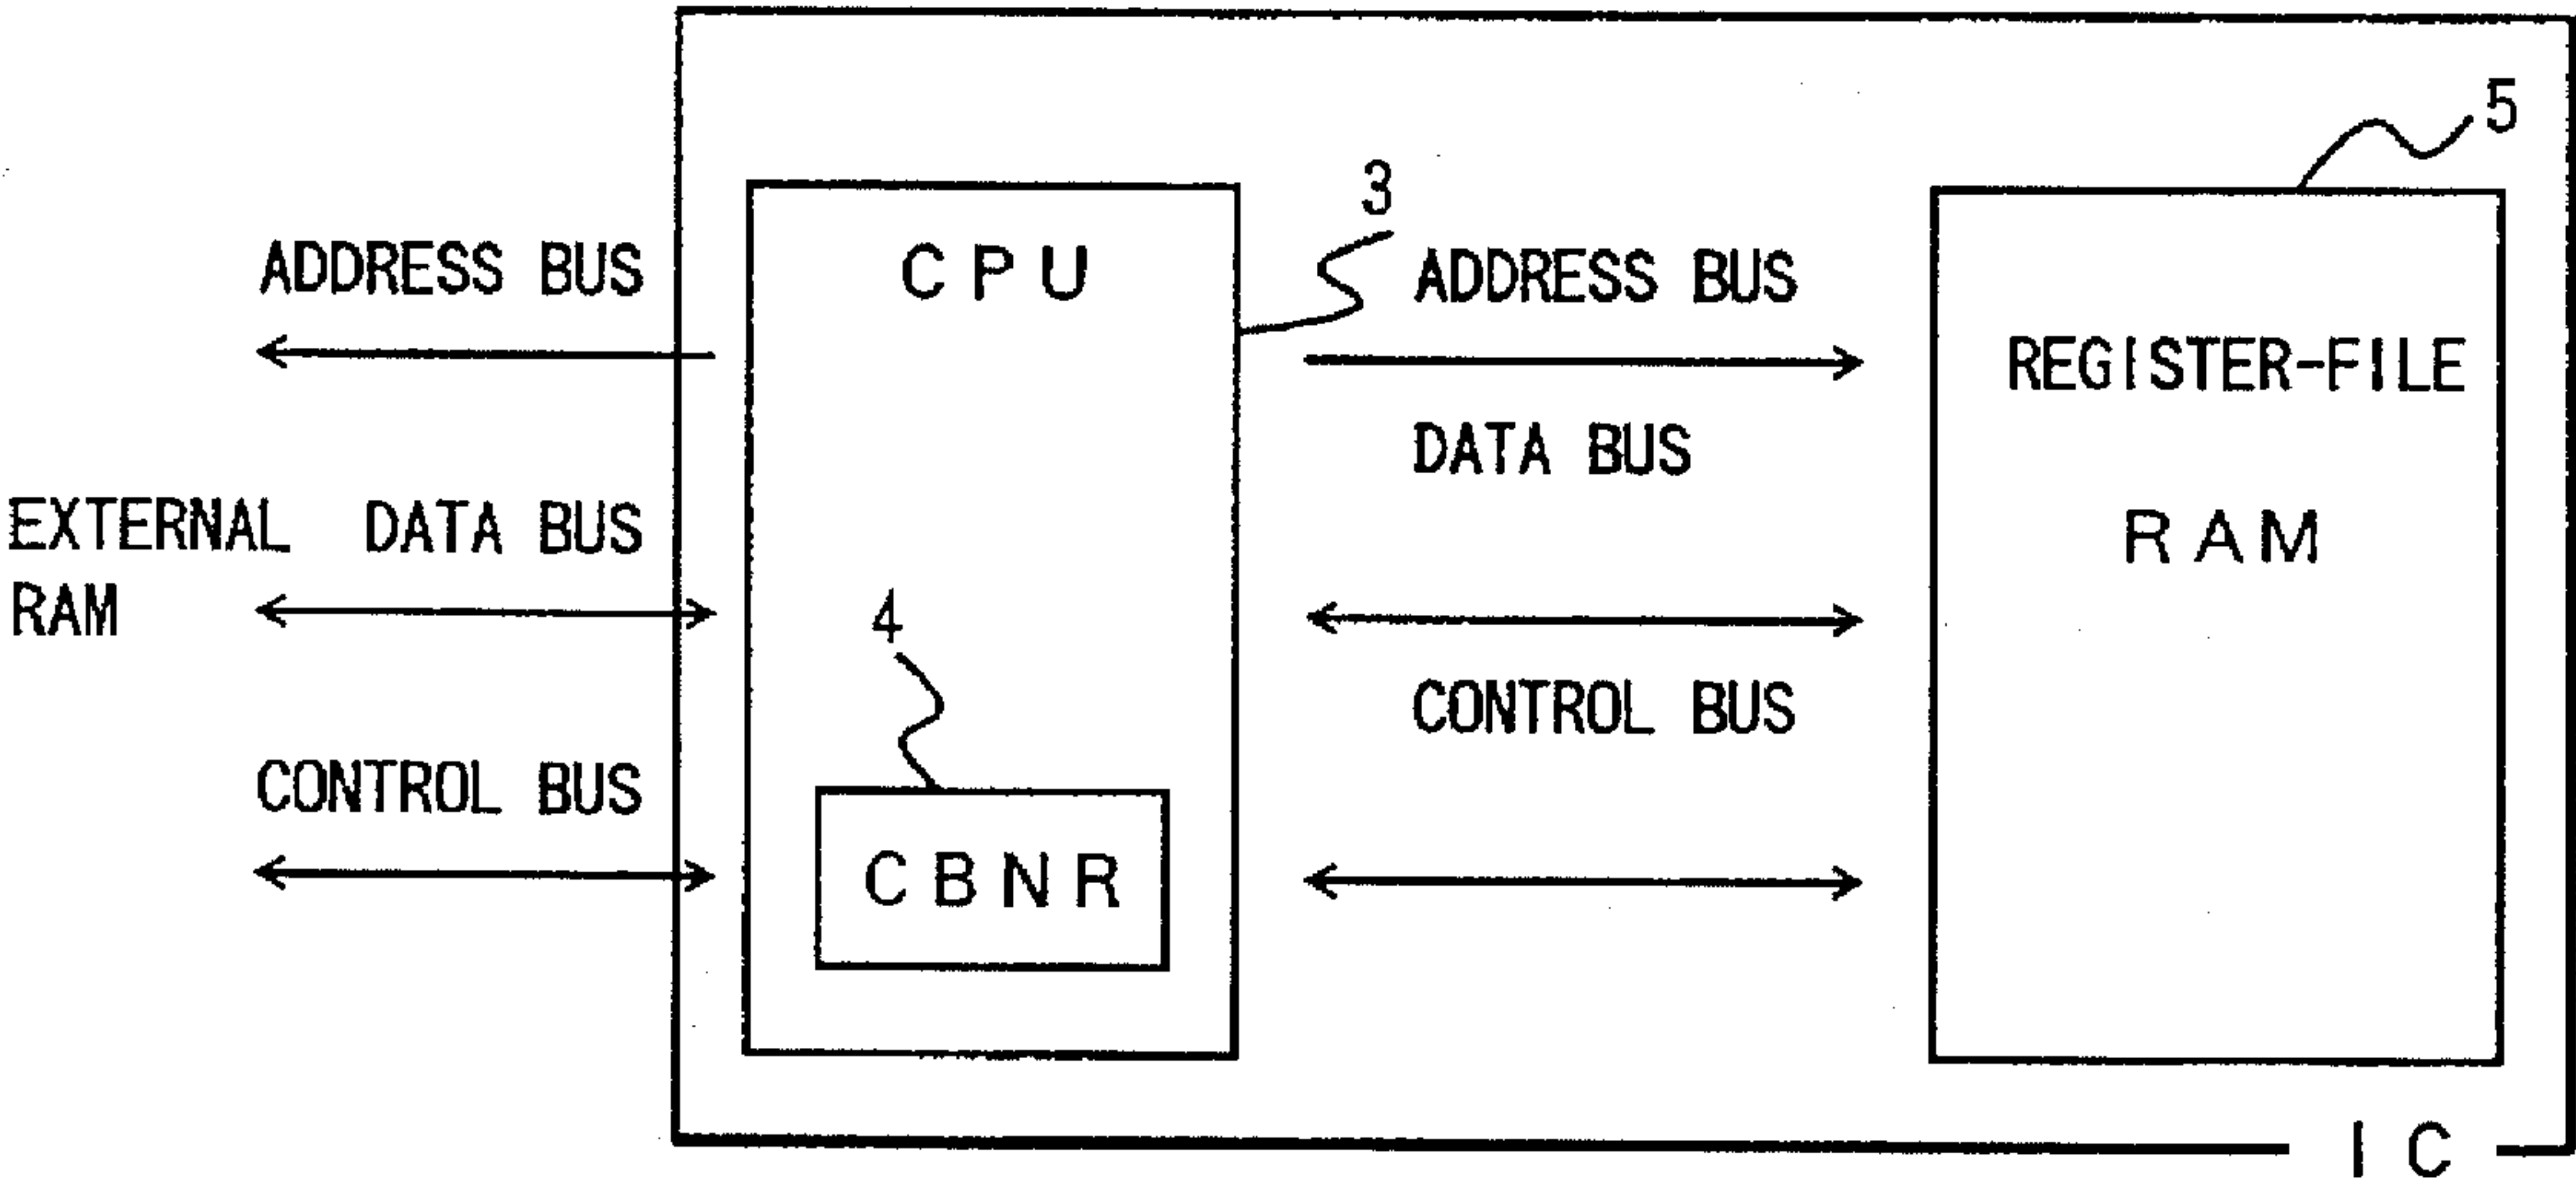 5
3
CPU
ADDRESS BUS
ADDRESS BUS
REGISTER-FILE
DATA BUS
EXTERNAL
RAM
DATA BUS
RAM
4
CONTROL BUS
CONTROL BUS
CBNR
IC